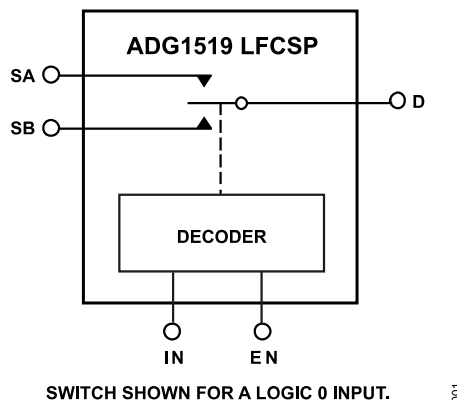 ADG1519 LFCSP
SA
D
SB
DECODER
IN
EN
SWITCH SHOWN FOR A LOGIC 0 INPUT.